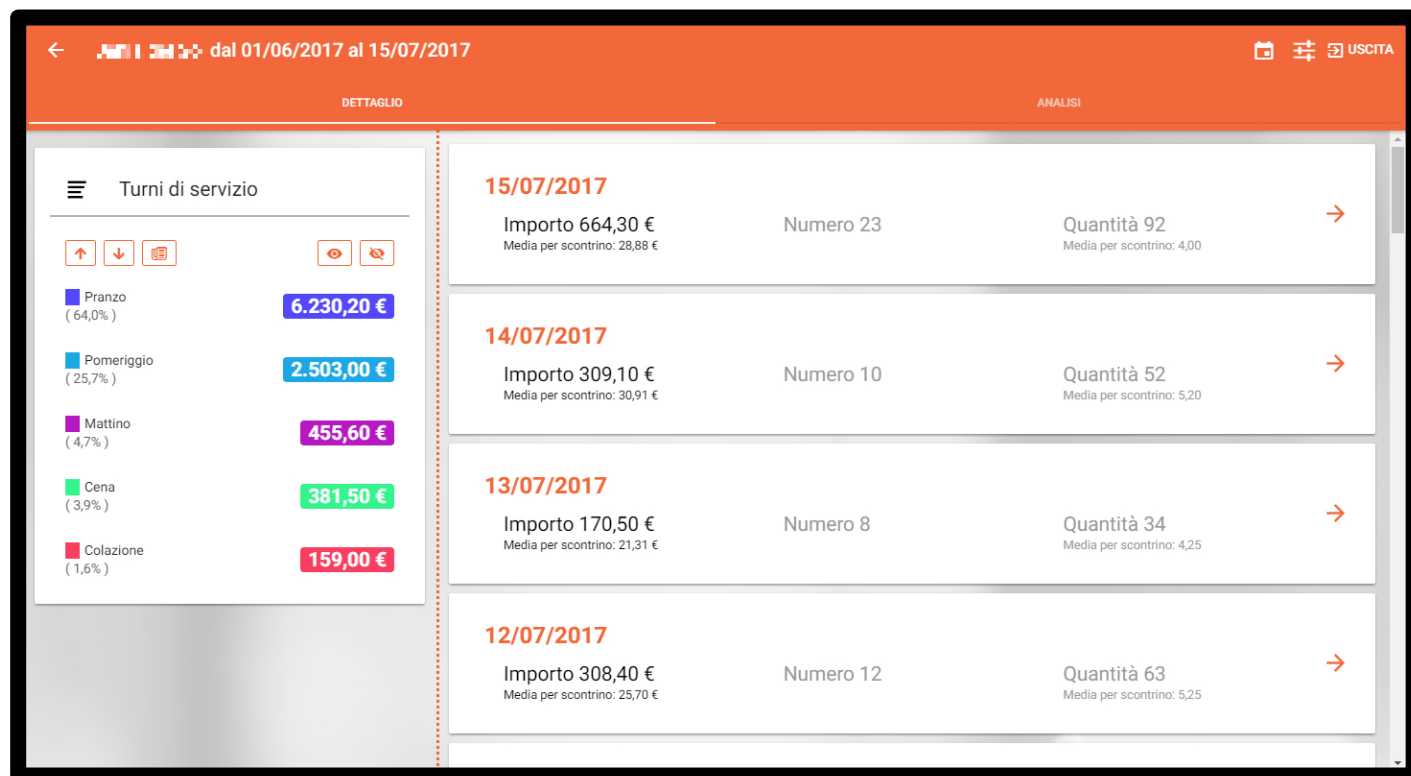 dal 01/06/2017 al 15/07/2017
USCITA
DETTAGLIO
ANALISI
Turni di servizio
Pranzo
6.230,20 €
( 64,0% )
Pomeriggio
2.503,00 €
( 25,7% )
Mattino
455,60 €
( 4,7% )
Cena
381,50 €
( 3,9% )
Colazione
159,00 €
( 1,6% )
15/07/2017
Importo 664,30 €
Numero 23
Quantità 92
Media per scontrino: 28,88 €
Media per scontrino: 4,00
14/07/2017
Importo 309,10 €
Numero 10
Quantità 52
Media per scontrino: 30,91 €
Media per scontrino: 5,20
13/07/2017
Importo 170,50 €
Numero 8
Quantità 34
Media per scontrino: 21,31 €
Media per scontrino: 4,25
12/07/2017
Importo 308,40 €
Numero 12
Quantità 63
Media per scontrino: 25,70 €
Media per scontrino: 5,25